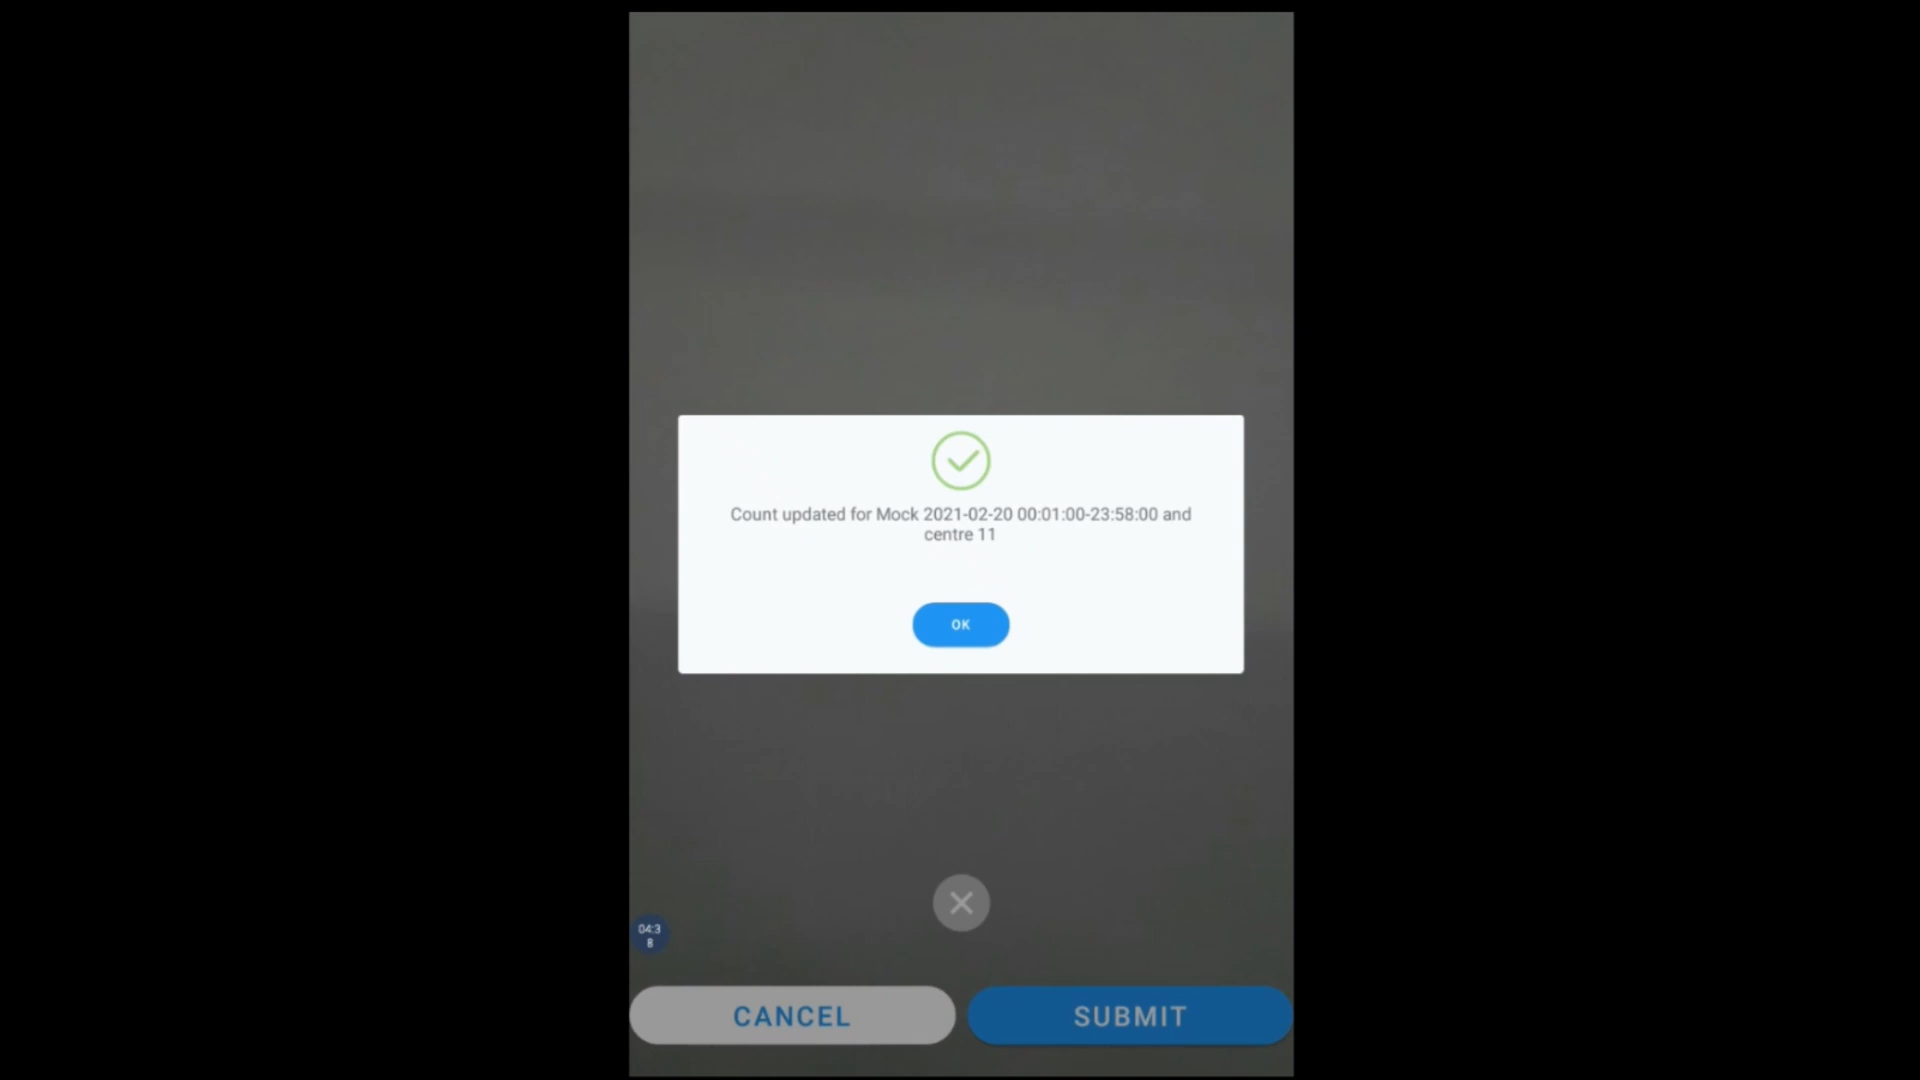 Count updated for Mock 2021-02-20 00:01:00-23:58:00 and
centre 11
OK
04:3
8
CANCEL
SUBMIT